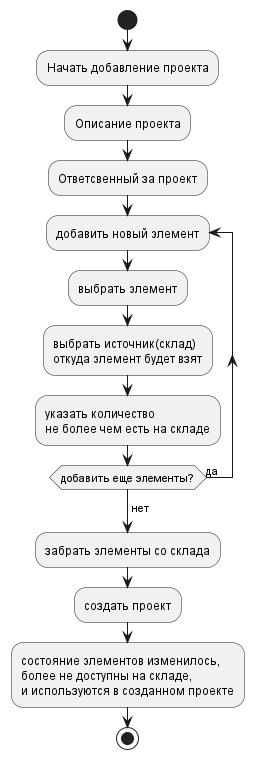 Начать добавление проекта
Описание проекта
Ответсвенный за проект
добавить новый элемент
выбрать элемент
выбрать источник(склад)
откуда элемент будет взят
указать количество
не более чем есть на складе
добавить еще элементы?
да
нет
забрать элементы со склада
создать проект
состояние элементов изменилось,
более не доступны на складе,
и используются в созданном проекте